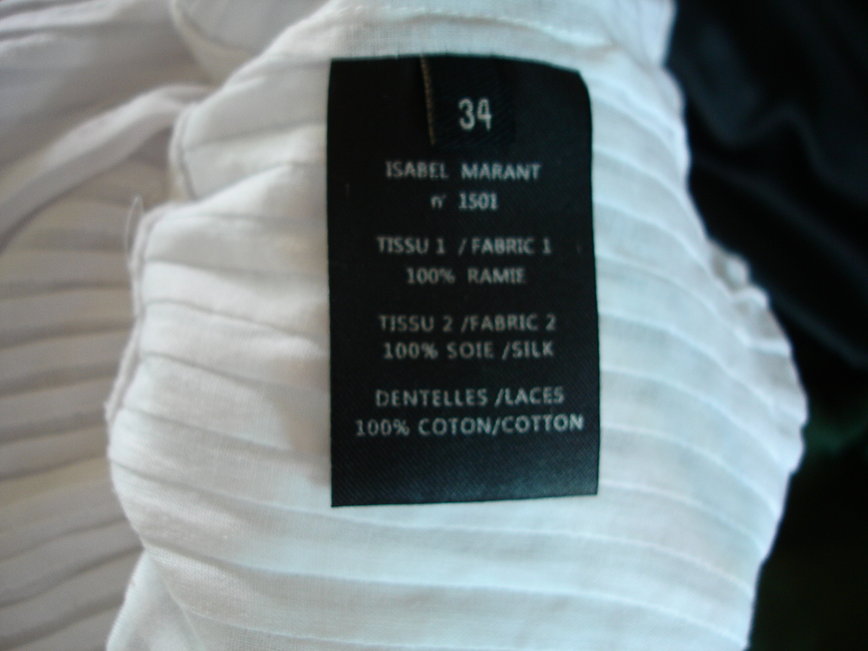 34
ISABEL MARANT
n° 1501
TISSU 1 / FABRIC 1
100% RAMIE
TISSU 2 /FABRIC 2
100% SOIE /SILK
DENTELLES /LACES
100% COTON/COTTON